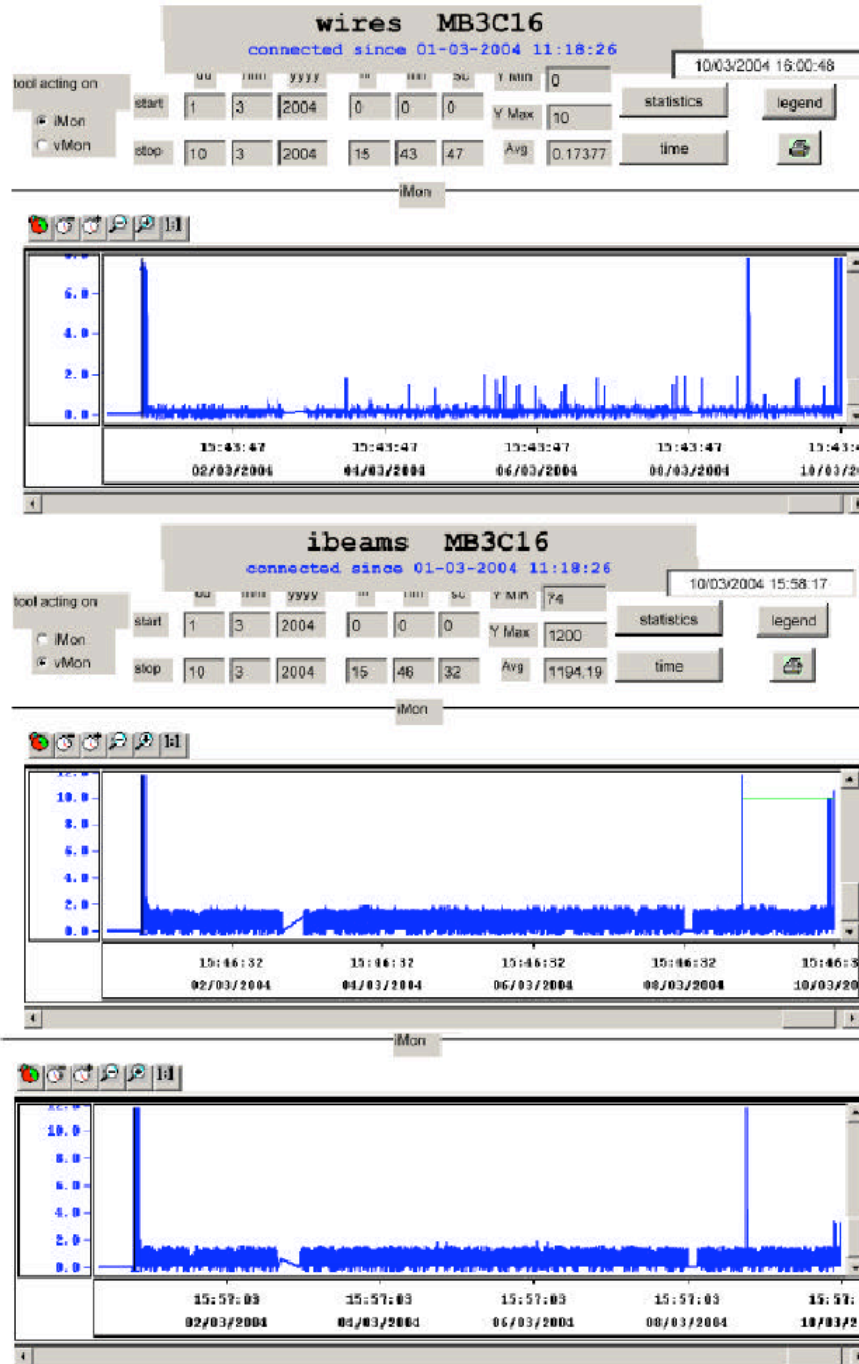 wires MB3C16
connected since 01-03-2004 11:18:26
10/03/2004 16:00:48
tool acting on
yyyy
Y Min 0
start 1 3 2004 0 0 0
statistics legend
iMon
Y Max 10
vMon
stop 10 3 2004 15 43 47
Avg 0.17377
time
iMon
1:1
6.0
4.0
2.0
0.0
15:43:47 15:43:47 15:43:47 15:43:47
02/03/2004 04/03/2004 06/03/2004 08/03/2004
ibeams MB3C16
connected since 01-03-2004 11:18:26
10/03/2004 15:58:17
tool acting on
yyyy
Y Min 74
start 1 3 2004 0 0 0
statistics legend
iMon
Y Max 1200
vMon
stop 10 3 2004 15 46 32
Avg 1194.19
time
iMon
1:1
12.0
10.0
8.0
6.0
4.0
2.0
0.0
15:46:32 15:46:32 15:46:32 15:46:32
02/03/2004 04/03/2004 06/03/2004 08/03/2004
iMon
1:1
12.0
10.0
8.0
6.0
4.0
2.0
0.0
15:57:03 15:57:03 15:57:03 15:57:03
02/03/2004 04/03/2004 06/03/2004 08/03/2004